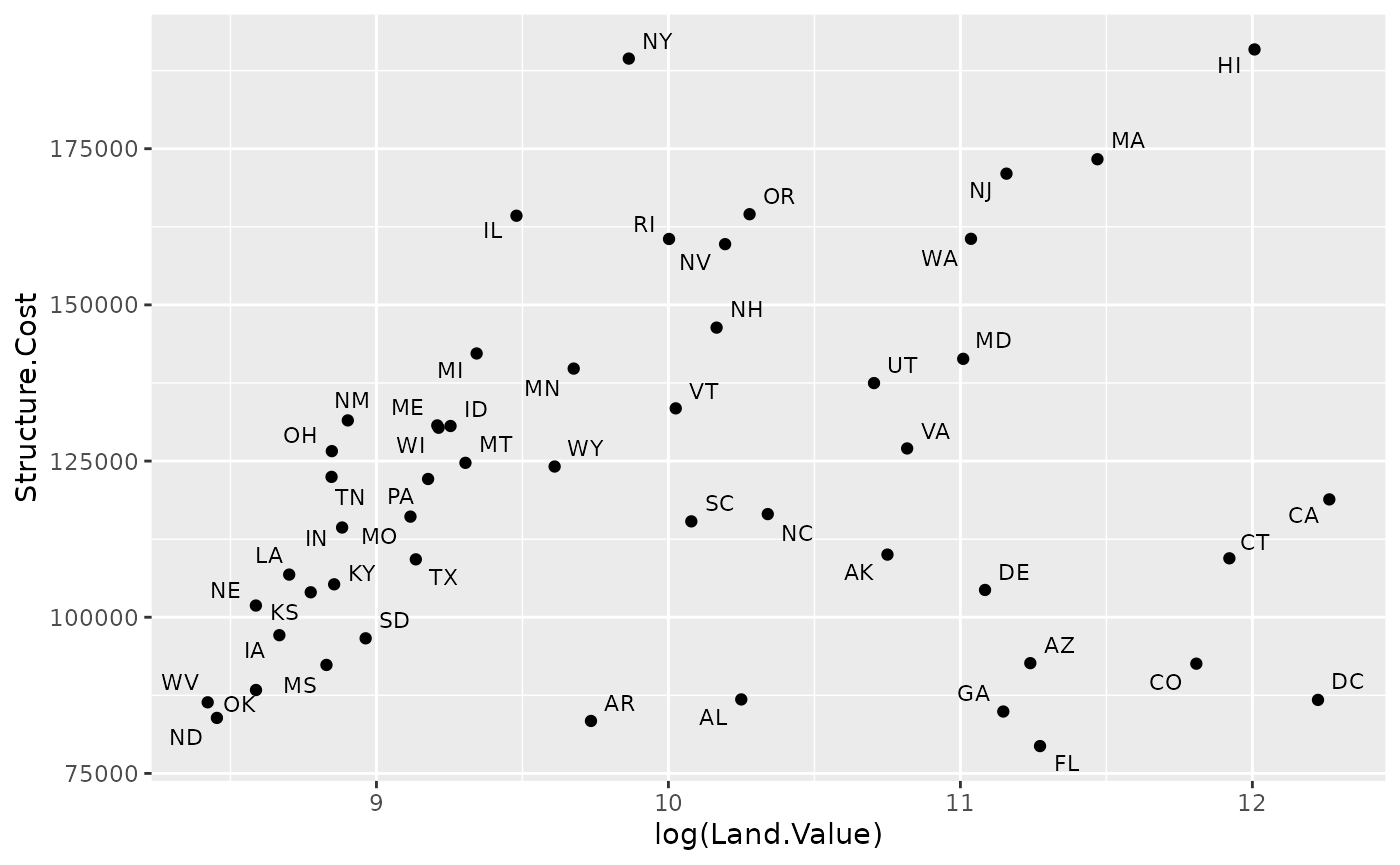 NY
HI
175000
MA
NJ
OR
IL
RI
WA
NV
150000
NH
MD
MI
UT
MN
NM
VT
ME
ID
OH
VA
WI
MT
WY
125000
TN
PA
SC
CA
IN
MO
NC
LA
CT
KY
TX
AK
DE
NE
KS
100000
SD
IA
AZ
WV
MS
CO
DC
OK
GA
AR
AL
ND
FL
75000
9
10
11
12
log(Land.Value)
Structure.Cost